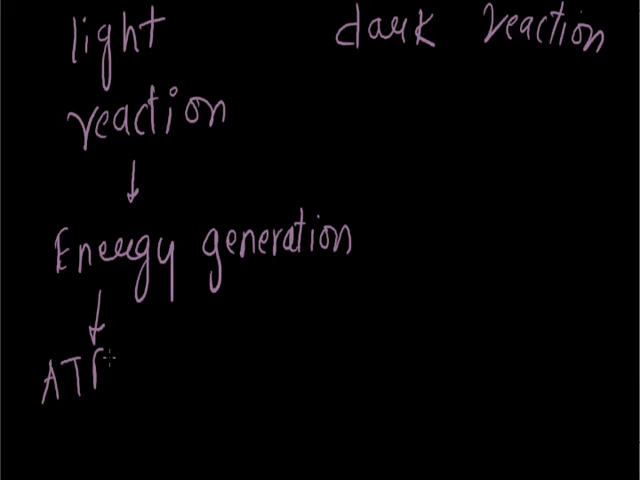 light dark reaction
reaction
Energy generation
ATP